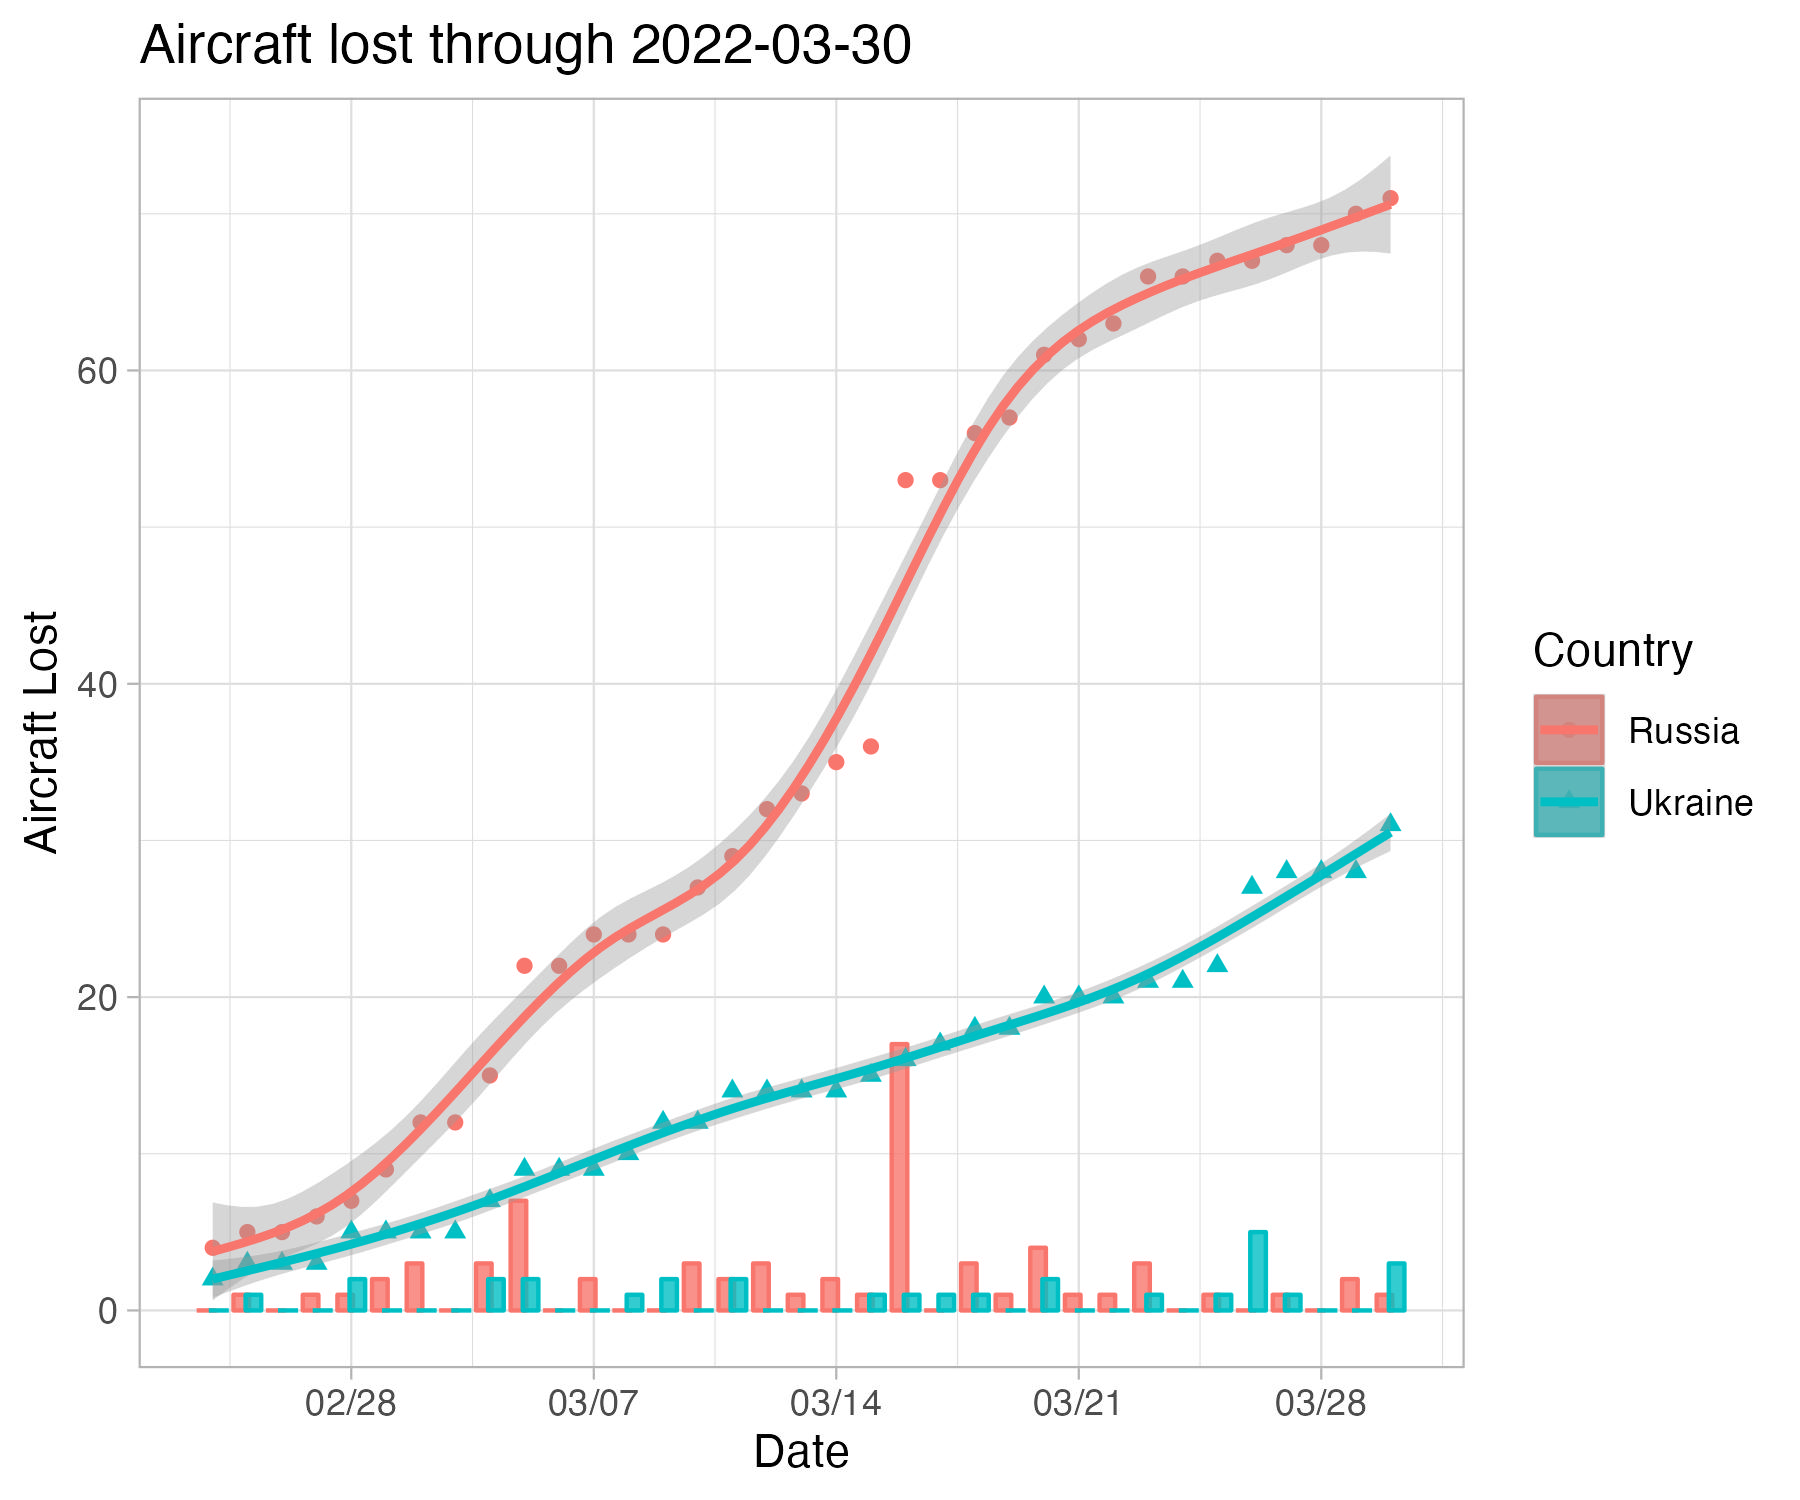 Aircraft lost through 2022-03-30
Aircraft Lost
60
40
20
0
02/28 03/07 03/14 03/21 03/28
Date
Country
Russia
Ukraine